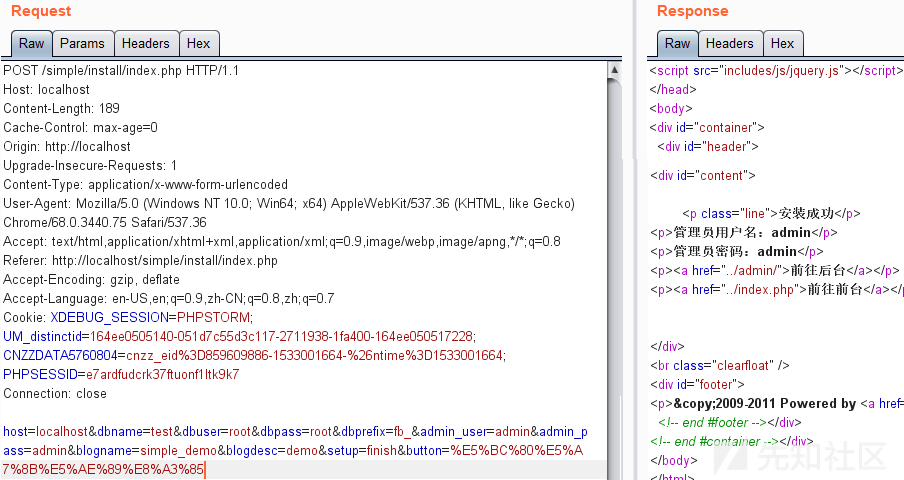 Request
Raw Params Headers Hex
POST /simple/install/index.php HTTP/1.1
Host: localhost
Content-Length: 189
Cache-Control: max-age=0
Origin: http://localhost
Upgrade-Insecure-Requests: 1
Content-Type: application/x-www-form-urlencoded
User-Agent: Mozilla/5.0 (Windows NT 10.0; Win64; x64) AppleWebKit/537.36 (KHTML, like Gecko)
Chrome/68.0.3440.75 Safari/537.36
Accept: text/html,application/xhtml+xml,application/xml;q=0.9,image/webp,image/apng,*/*;q=0.8
Referer: http://localhost/simple/install/index.php
Accept-Encoding: gzip, deflate
Accept-Language: en-US,en;q=0.9,zh-CN;q=0.8,zh;q=0.7
Cookie: XDEBUG_SESSION=PHPSTORM;
UM_distinctid=164ee0505140-051d7c55d3c117-2711938-1fa400-164ee050517228;
CNZZDATA5760804=cnzz_eid%3D859609886-1533001664-%26ntime%3D1533001664;
PHPSESSID=e7ardfudcrk37ftuonf1ltk9k7
Connection: close
host=localhost&dbname=test&dbuser=root&dbpass=root&dbprefix=fb_&admin_user=admin&admin_p
ass=admin&blogname=simple_demo&blogdesc=demo&setup=finish&button=%E5%BC%80%E5%A
7%8B%E5%AE%89%E8%A3%85
Response
Raw Headers Hex
<script src="includes/js/jquery.js"></script>
</head>
<body>
<div id="container">
<div id="header">
<div id="content">
<p class="line">安装成功</p>
<p>管理员用户名：admin</p>
<p>管理员密码：admin</p>
<p><a href="../admin/">前往后台</a></p>
<p><a href="../index.php">前往前台</a></p
</div>
<br class="clearfloat" />
<div id="footer">
<p>&copy;2009-2011 Powered by <a href=
<!-- end #footer --></div>
<!-- end #container --></div>
</body>
</html>
先知社区